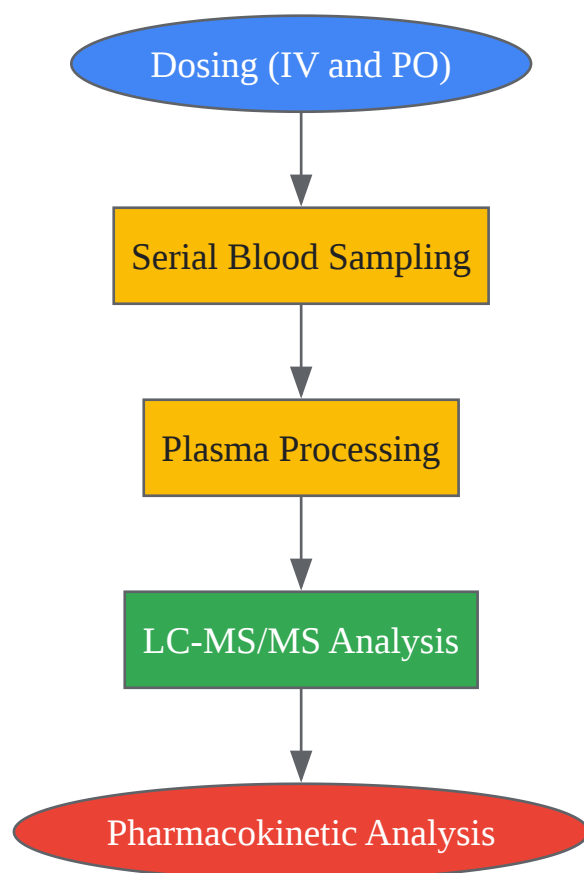 Dosing (IV and PO)
Serial Blood Sampling
Plasma Processing
LC-MS/MS Analysis
Pharmacokinetic Analysis